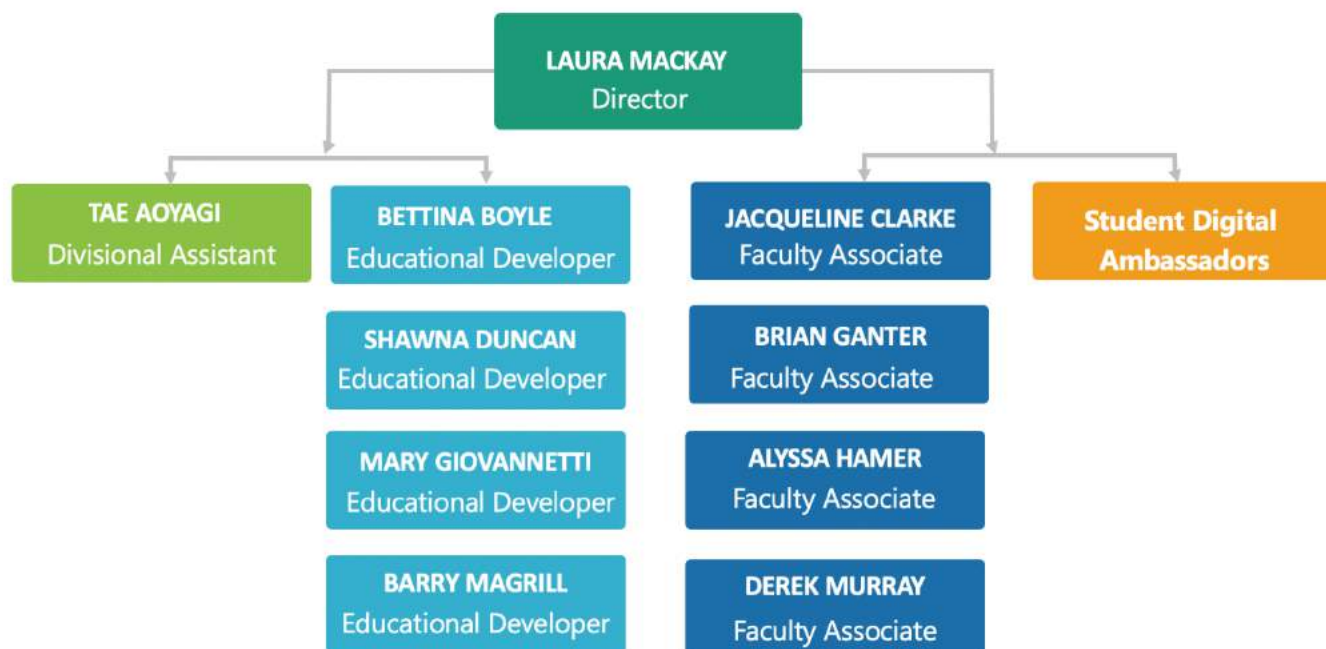 LAURA MACKAY
Director
TAE AOYAGI
Divisional Assistant
BETTINA BOYLE
Educational Developer
SHAWNA DUNCAN
Educational Developer
MARY GIOVANNETTI
Educational Developer
BARRY MAGRILL
Educational Developer
JACQUELINE CLARKE
Faculty Associate
BRIAN GANTER
Faculty Associate
ALYSSA HAMER
Faculty Associate
DEREK MURRAY
Faculty Associate
Student Digital
Ambassadors